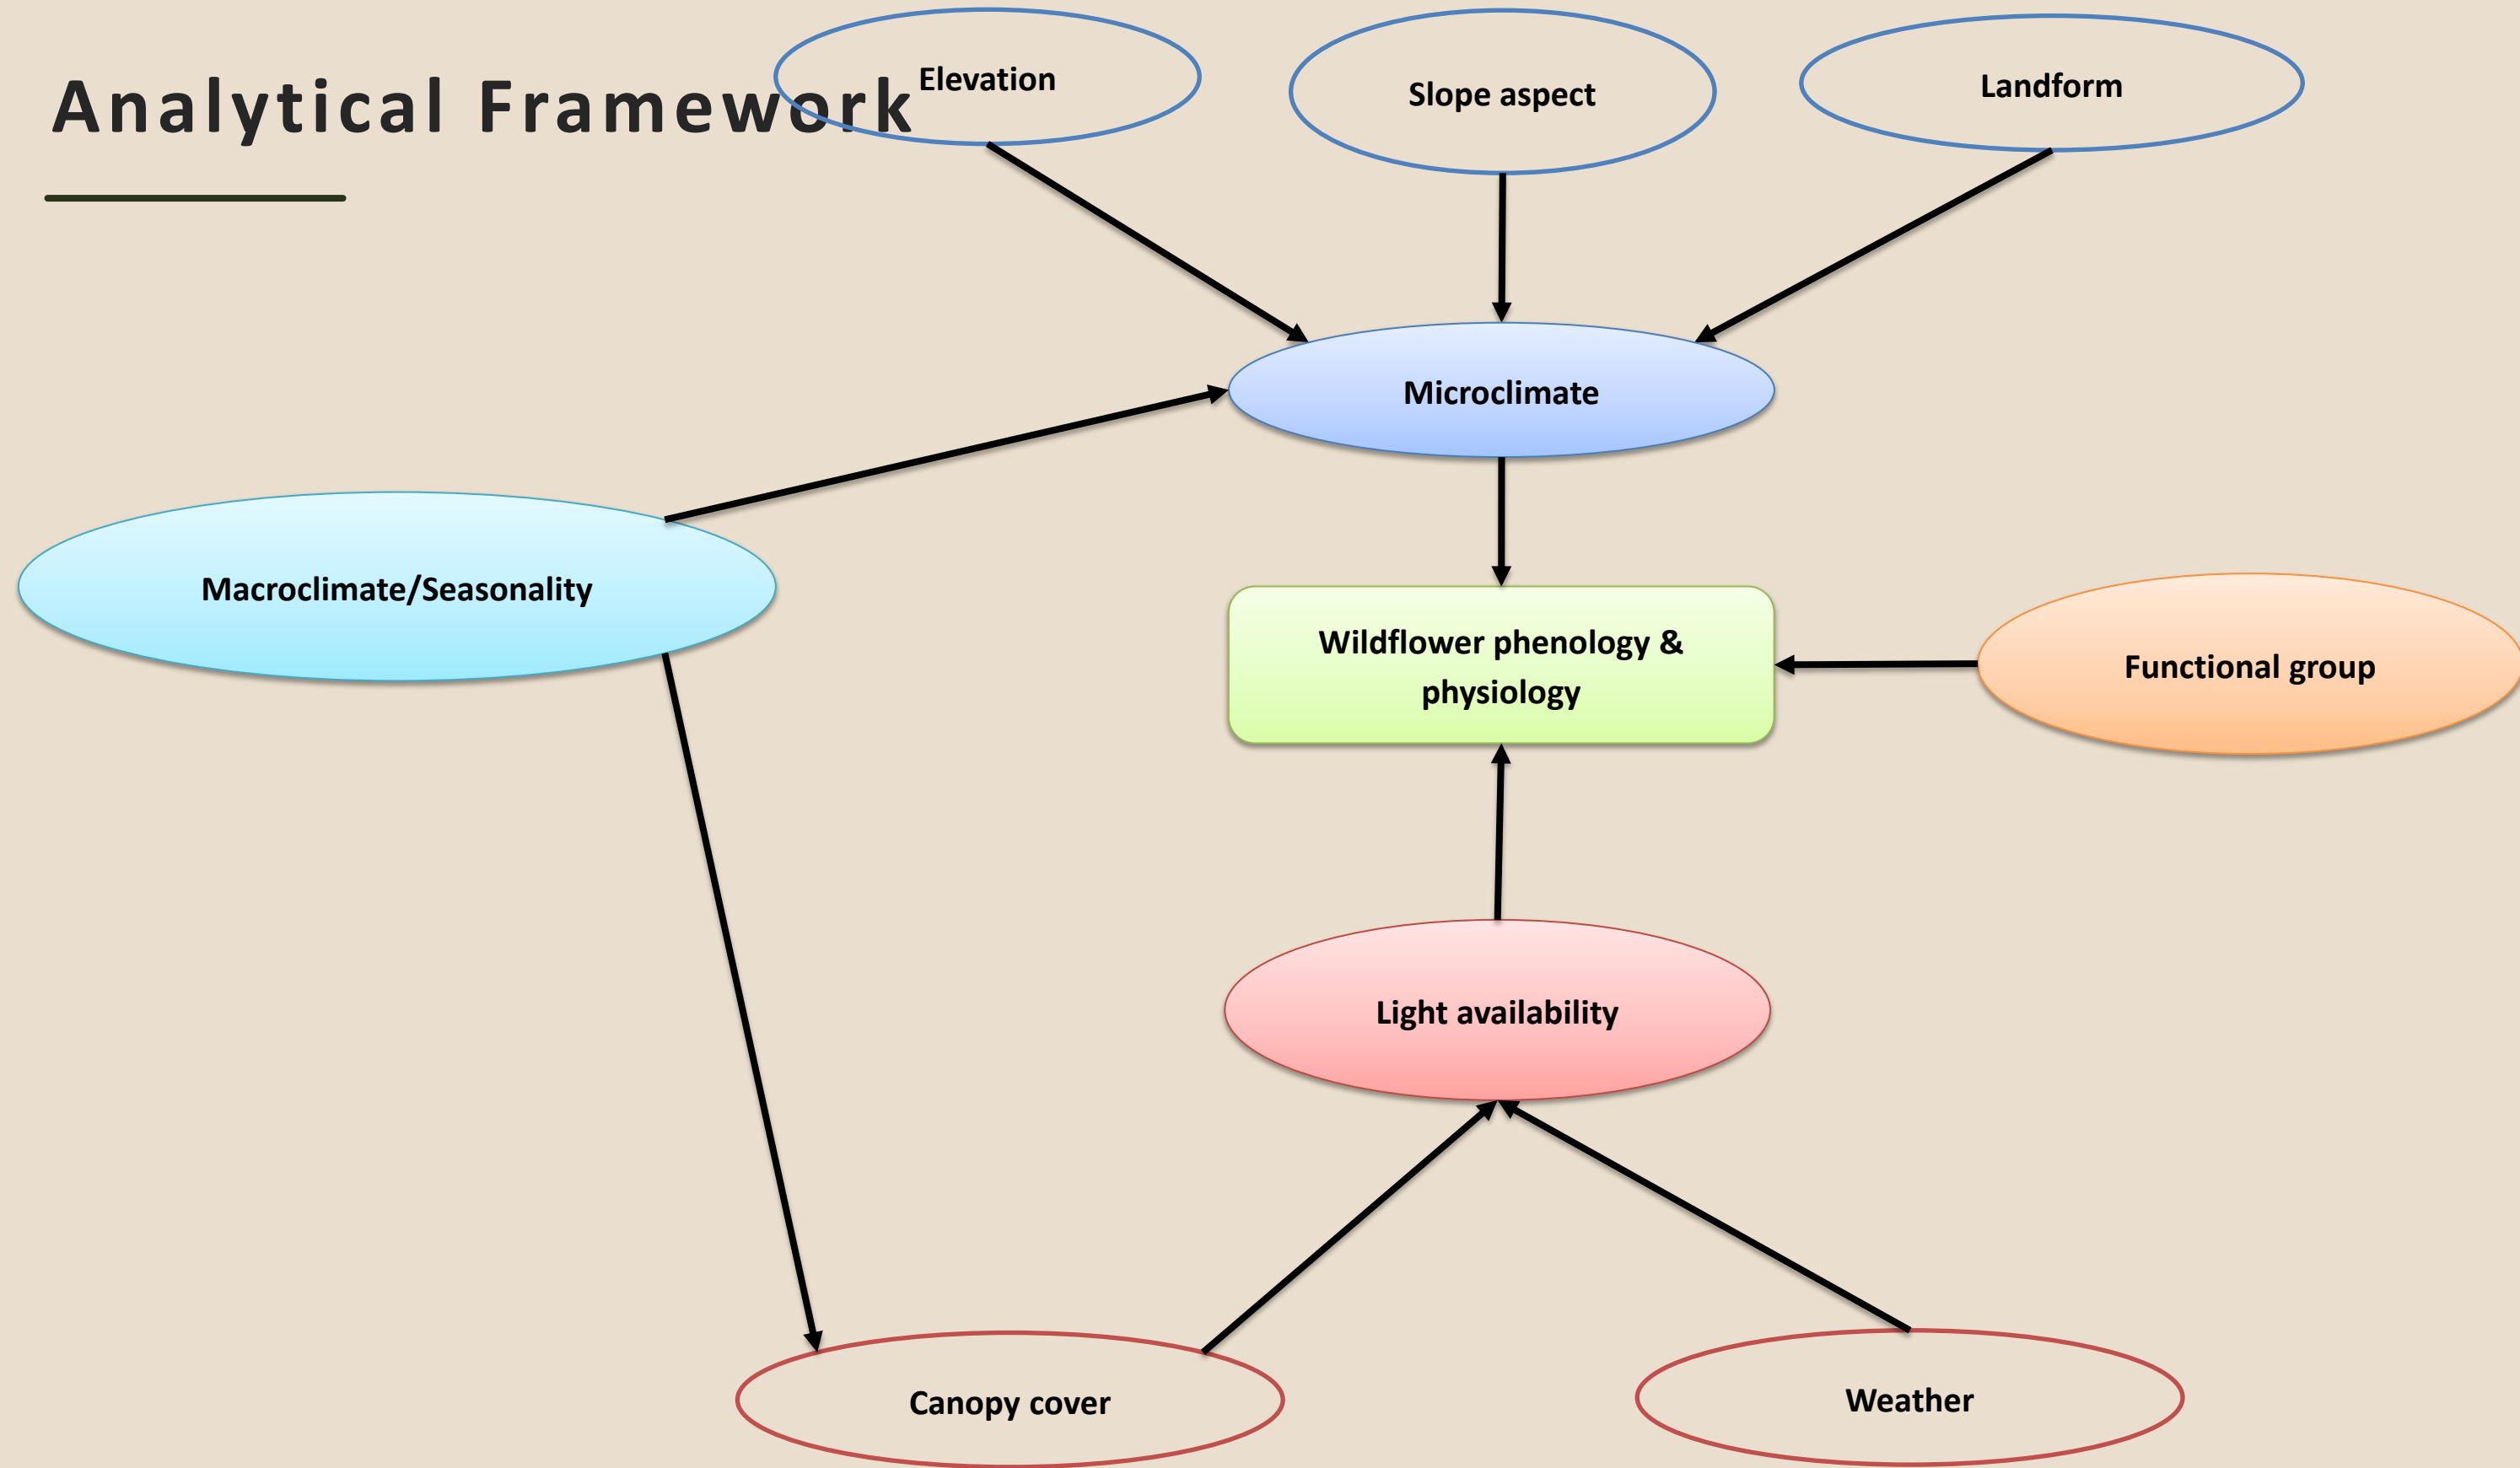 Analytical Framework
Elevation
Slope aspect
Landform
Microclimate
Macroclimate/Seasonality
Wildflower phenology &
physiology
Functional group
Light availability
Canopy cover
Weather